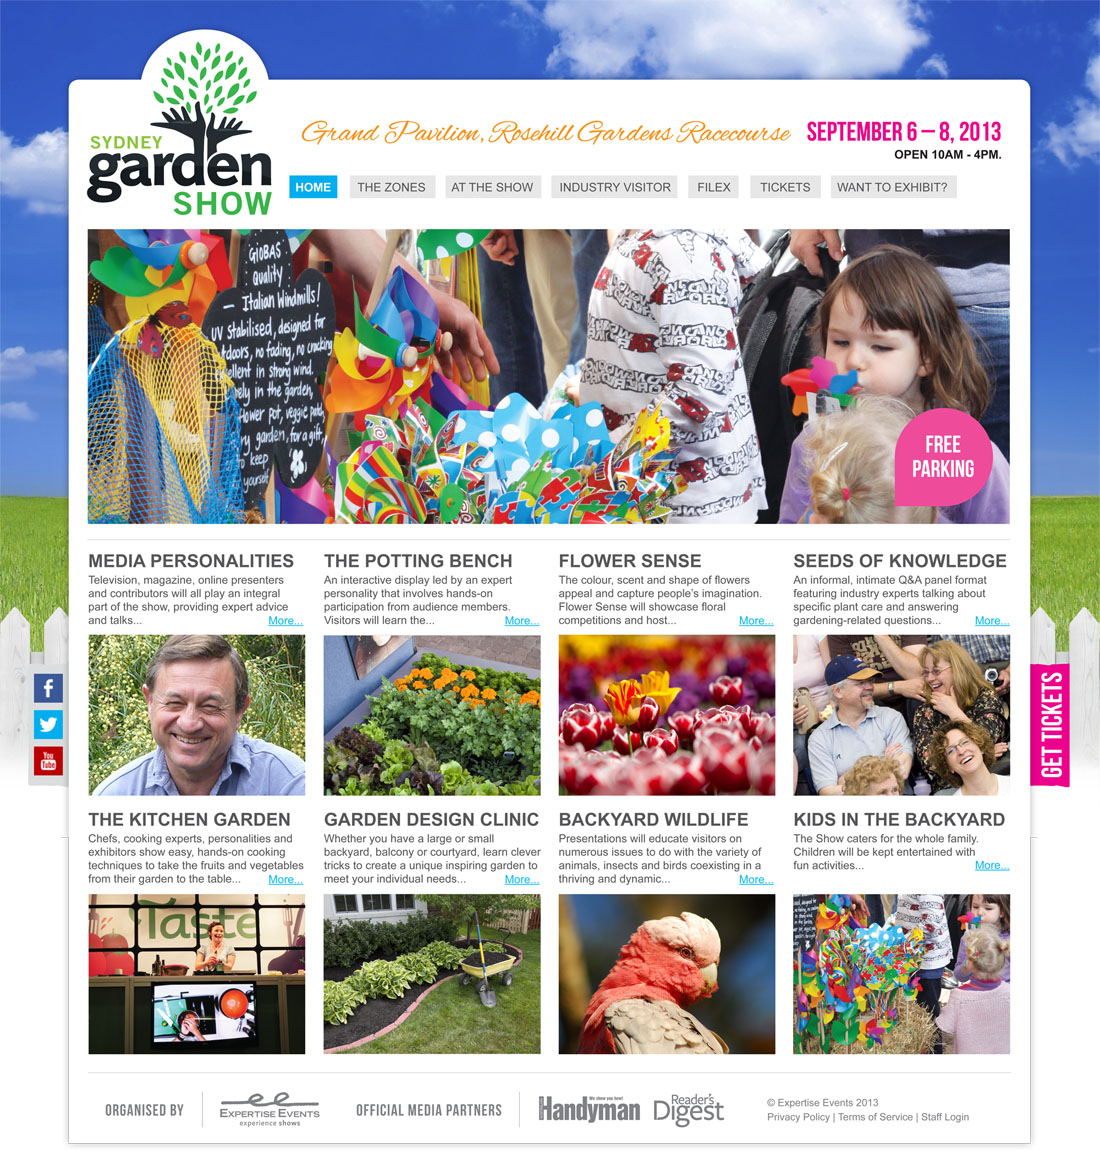 SYDNEY
garden
SHOW
Grand Pavilion, Rosehill Gardens Racecourse
SEPTEMBER 6 – 8, 2013
OPEN 10AM - 4PM.
HOME
THE ZONES
AT THE SHOW
INDUSTRY VISITOR
FILEX
TICKETS
WANT TO EXHIBIT?
GiOBAS
Quality
— Italian Windmills!
UV stabilised, designed for
tdoors, no fading, no cracking
ellent in strong wind.
ely in the garden,
flower pot, veggie patch,
ry garden, for a gift,
to keep
yourself
FREE
PARKING
MEDIA PERSONALITIES
Television, magazine, online presenters
and contributors will all play an integral
part of the show, providing expert advice
and talks...
More...
THE POTTING BENCH
An interactive display led by an expert
personality that involves hands-on
participation from audience members.
Visitors will learn the...
More...
FLOWER SENSE
The colour, scent and shape of flowers
appeal and capture people's imagination.
Flower Sense will showcase floral
competitions and host...
More...
SEEDS OF KNOWLEDGE
An informal, intimate Q&A panel format
featuring industry experts talking about
specific plant care and answering
gardening-related questions...
More...
You
Tube
GET TICKETS
THE KITCHEN GARDEN
Chefs, cooking experts, personalities and
exhibitors show easy, hands-on cooking
techniques to take the fruits and vegetables
from their garden to the table...
More...
GARDEN DESIGN CLINIC
Whether you have a large or small
backyard, balcony or courtyard, learn clever
tricks to create a unique inspiring garden to
meet your individual needs...
More...
BACKYARD WILDLIFE
Presentations will educate visitors on
numerous issues to do with the variety of
animals, insects and birds coexisting in a
thriving and dynamic...
More...
KIDS IN THE BACKYARD
The Show caters for the whole family.
Children will be kept entertained with
fun activities...
More...
Taste
ORGANISED BY
EXPERTISE EVENTS
experience shows
OFFICIAL MEDIA PARTNERS
We show you how!
Handyman
Reader's
Digest
© Expertise Events 2013
Privacy Policy | Terms of Service | Staff Login